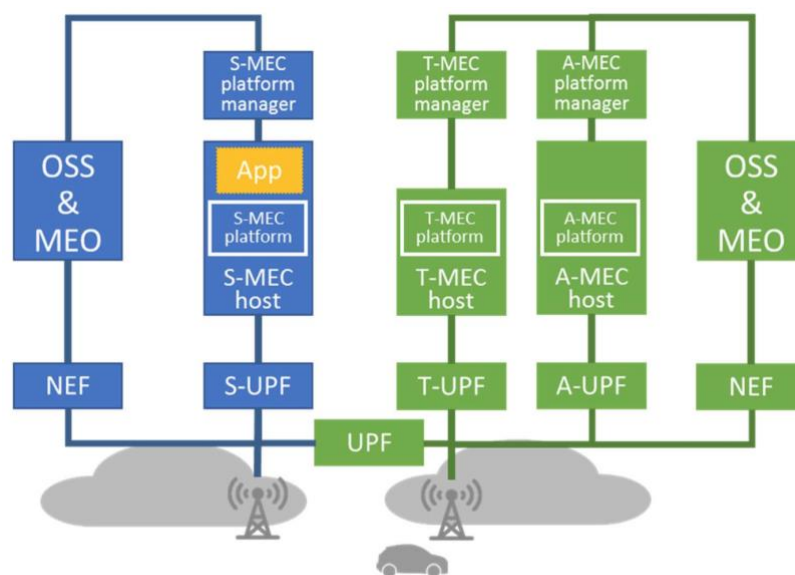 S-MEC
platform
manager
T-MEC
platform
manager
A-MEC
platform
manager
OSS
&
MEO
App
S-MEC
platform
S-MEC
host
T-MEC
platform
T-MEC
host
A-MEC
platform
A-MEC
host
OSS
&
MEO
NEF
S-UPF
T-UPF
A-UPF
NEF
UPF